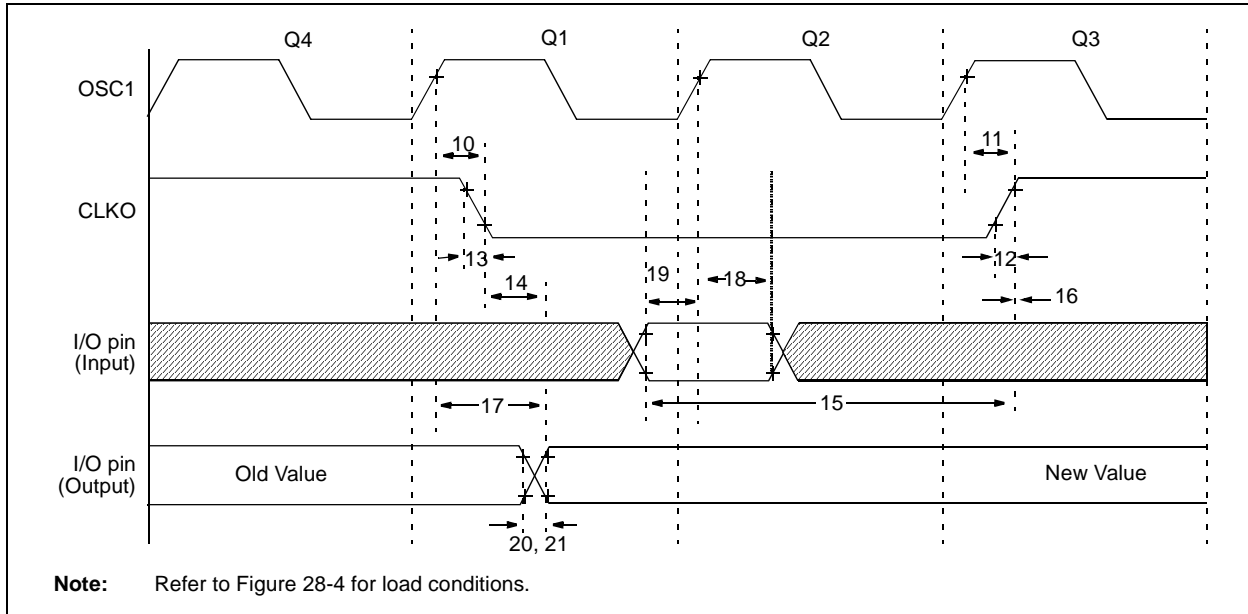 Q4 Q1 Q2 Q3
OSC1
10 11
CLKO
13 12
14 19 18 16
I/O pin
(Input)
17 15
I/O pin
(Output)
Old Value New Value
20, 21
Note: Refer to Figure 28-4 for load conditions.